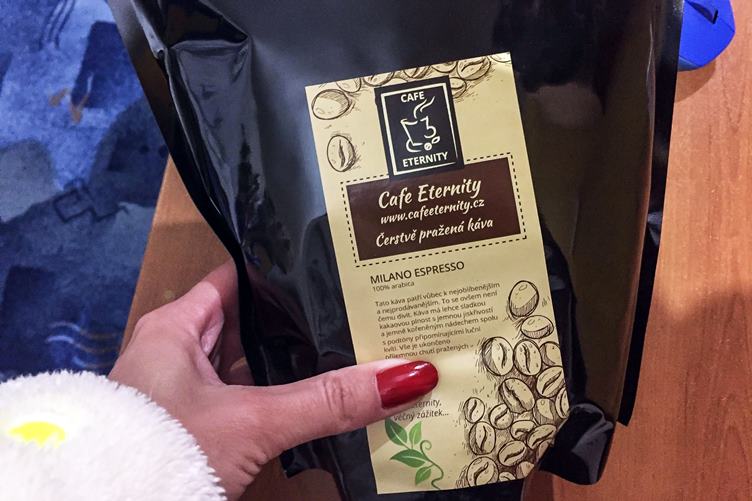 CAFE
ETERNITY
Cafe Eternity
www.cafeeternity.cz
Čerstvě pražená káva
MILANO ESPRESSO
100% arabica
Tato káva patří vůbec k nejoblíbenějším
a nejprodávanějším. To se ovšem není
čemu divit. Káva má lehce sladkou
kakaovou plnost s jemnou jiskřivostí
a jemně kořeněným nádechem spolu
s podtóny připomínající luční
kvítí. Vše je ukončeno
příjemnou chutí pražených
eternity,
věčný zážitek...